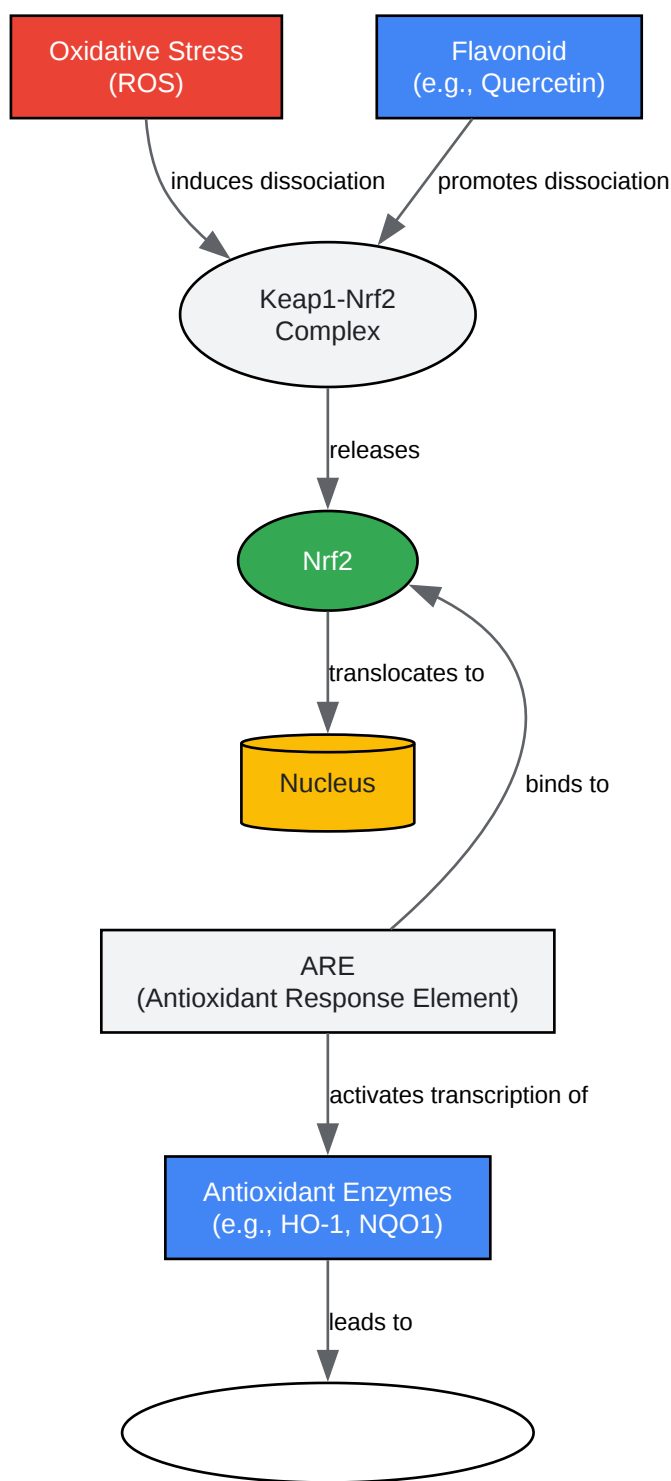 Oxidative Stress
(ROS)
Flavonoid
(e.g., Quercetin)
induces dissociation
promotes dissociation
Keap1-Nrf2
Complex
releases
Nrf2
translocates to
Nucleus
binds to
ARE
(Antioxidant Response Element)
activates transcription of
Antioxidant Enzymes
(e.g., HO-1, NQO1)
leads to